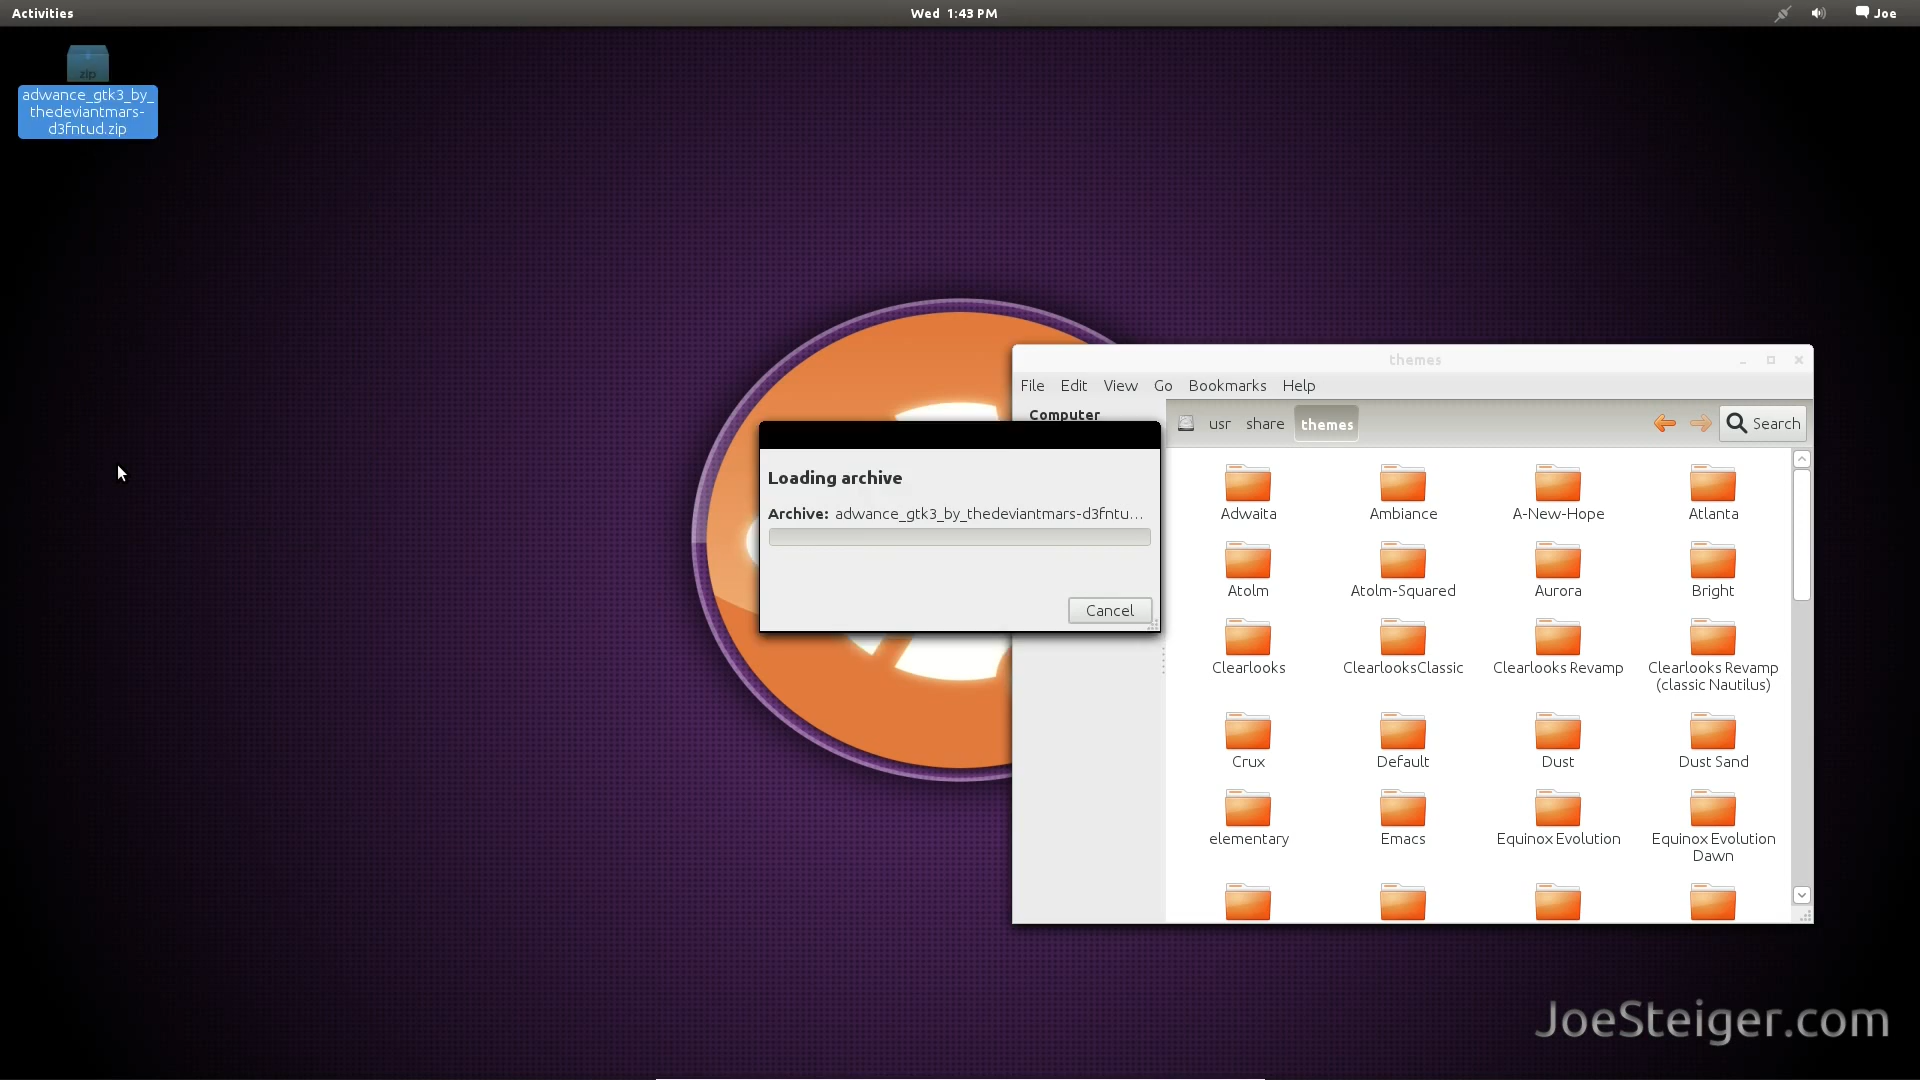 Activities
Wed 1:43 PM
Joe
zip
adwance_gtk3_by_
thedeviantmars-
d3fntud.zip
themes
File Edit View Go Bookmarks Help
Computer
usr share themes
Search
Loading archive
Archive: adwance_gtk3_by_thedeviantmars-d3fntu...
Cancel
Adwaita Ambiance A-New-Hope Atlanta
Atolm Atolm-Squared Aurora Bright
Clearlooks ClearlooksClassic Clearlooks Revamp Clearlooks Revamp
(classic Nautilus)
Crux Default Dust Dust Sand
elementary Emacs Equinox Evolution Equinox Evolution
Dawn
JoeSteiger.com